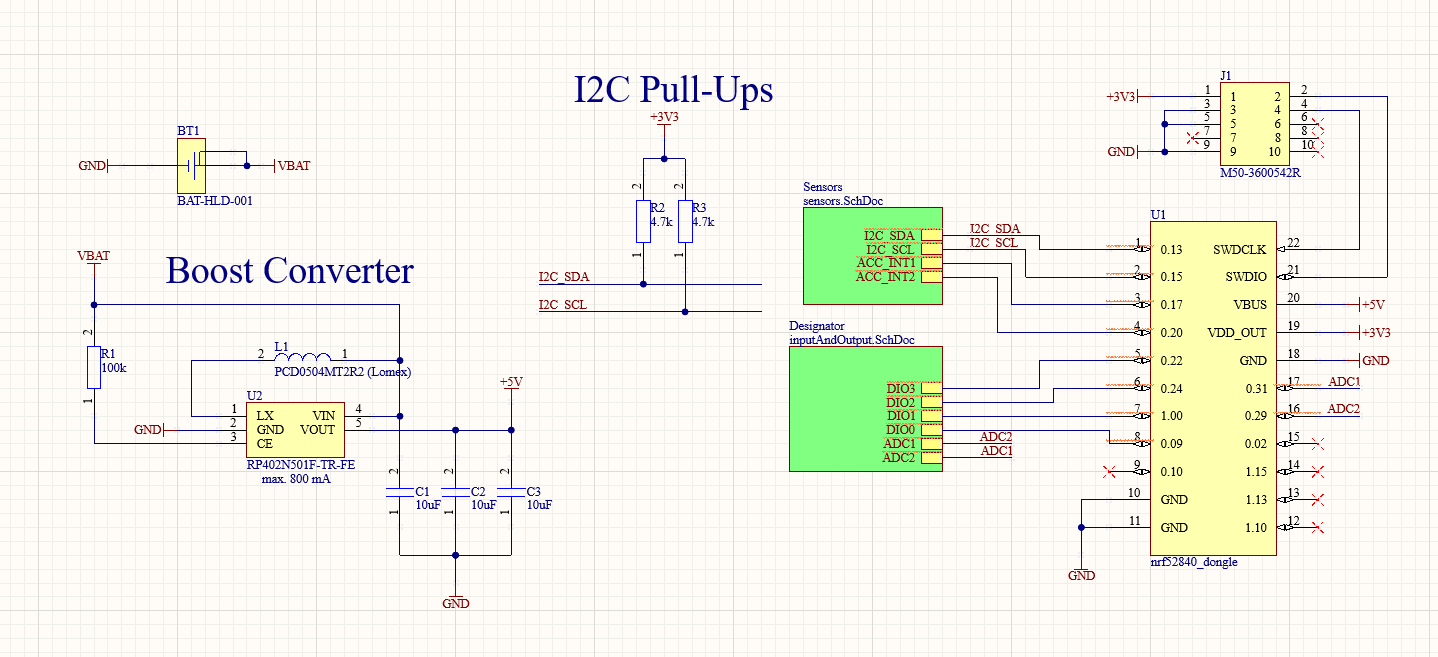 I2C Pull-Ups
+3V3
2
2
R2
4.7k
R3
4.7k
1
1
I2C_SDA
I2C_SCL
BT1
GND
VBAT
BAT-HLD-001
Boost Converter
VBAT
2
R1
100k
1
L1
2
1
PCD0504MT2R2 (Lomex)
U2
1
LX
VIN
4
GND
2
GND
VOUT
5
3
CE
RP402N501F-TR-FE
max. 800 mA
+5V
2
2
2
C1
10uF
C2
10uF
C3
10uF
1
1
1
GND
Sensors
sensors.SchDoc
I2C_SDA
I2C_SCL
ACC_INT1
ACC_INT2
I2C_SDA
I2C_SCL
Designator
inputAndOutput.SchDoc
DIO3
DIO2
DIO1
DIO0
ADC1
ADC2
ADC2
ADC1
J1
+3V3
1
1
2
2
3
3
4
4
5
5
6
6
7
7
8
8
GND
9
9
10
10
M50-3600542R
U1
1
0.13
SWDCLK
22
2
0.15
SWDIO
21
3
0.17
VBUS
20
+5V
4
0.20
VDD_OUT
19
+3V3
5
0.22
GND
18
GND
6
0.24
0.31
17
ADC1
7
1.00
0.29
16
ADC2
8
0.09
0.02
15
9
0.10
1.15
14
10
GND
1.13
13
11
GND
1.10
12
GND
nrf52840_dongle